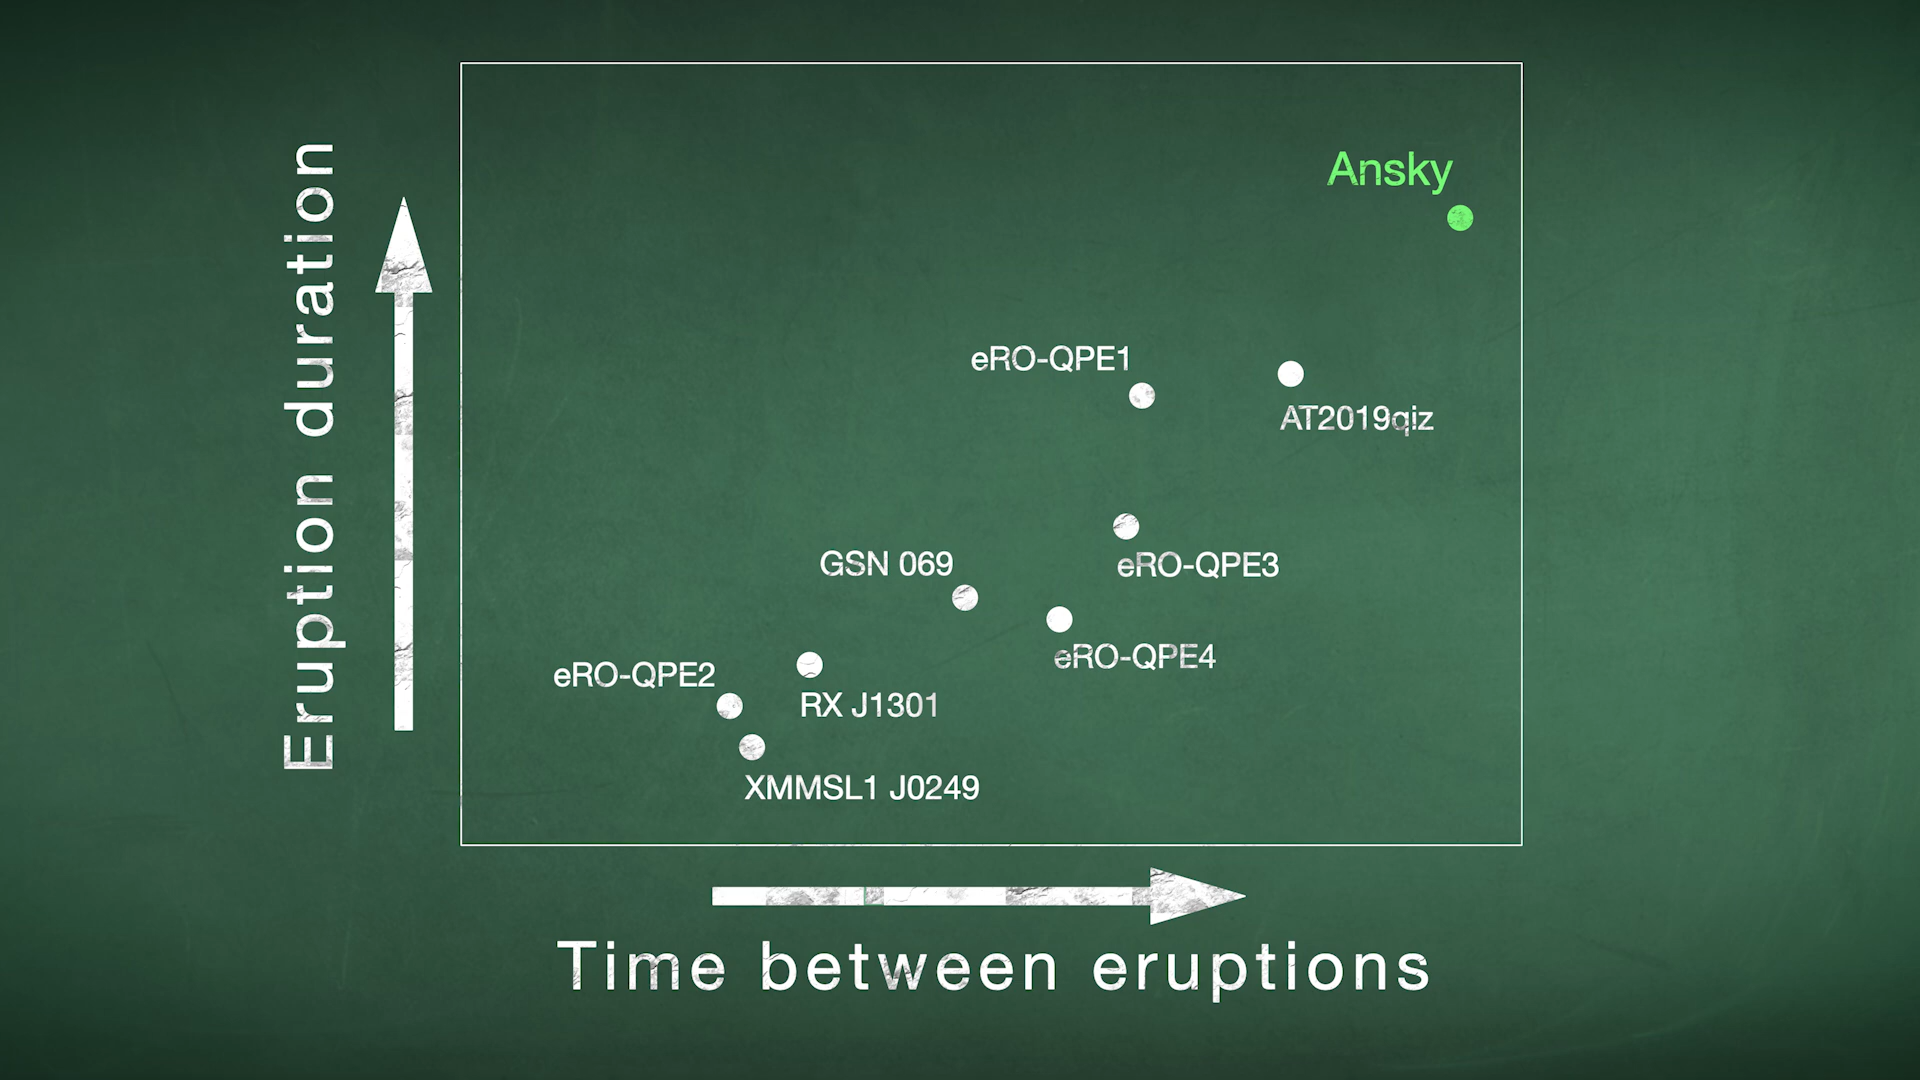 Ansky
eRO-QPE1
AT2019qiz
eRO-QPE3
GSN 069
eRO-QPE4
eRO-QPE2
RX J1301
XMMSL1 J0249
Eruption duration
Time between eruptions